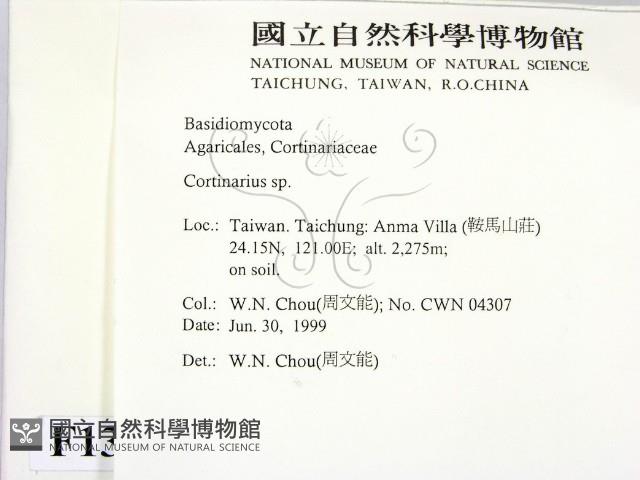 國立自然科學博物館
NATIONAL MUSEUM OF NATURAL SCIENCE
TAICHUNG, TAIWAN, R.O.CHINA
Basidiomycota
Agaricales, Cortinariaceae
Cortinarius sp.
Loc.: Taiwan. Taichung: Anma Villa (鞍馬山莊)
24.15N, 121.00E; alt. 2,275m;
on soil.
Col.: W.N. Chou(周文能); No. CWN 04307
Date: Jun. 30, 1999
Det.: W.N. Chou(周文能)
國立自然科學博物館
NATIONAL MUSEUM OF NATURAL SCIENCE